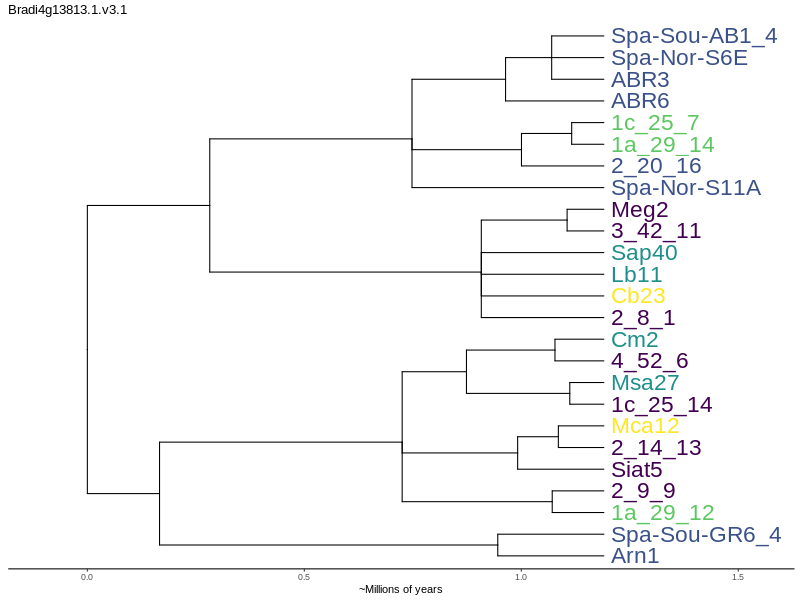 Bradi4g13813.1.v3.1
Spa-Sou-AB1_4
Spa-Nor-S6E
ABR3
ABR6
1c_25_7
1a_29_14
2_20_16
Spa-Nor-S11A
Meg2
3_42_11
Sap40
Lb11
Cb23
2_8_1
Cm2
4_52_6
Msa27
1c_25_14
Mca12
2_14_13
Siat5
2_9_9
1a_29_12
Spa-Sou-GR6_4
Arn1
0.0 0.5 1.0 1.5
~Millions of years